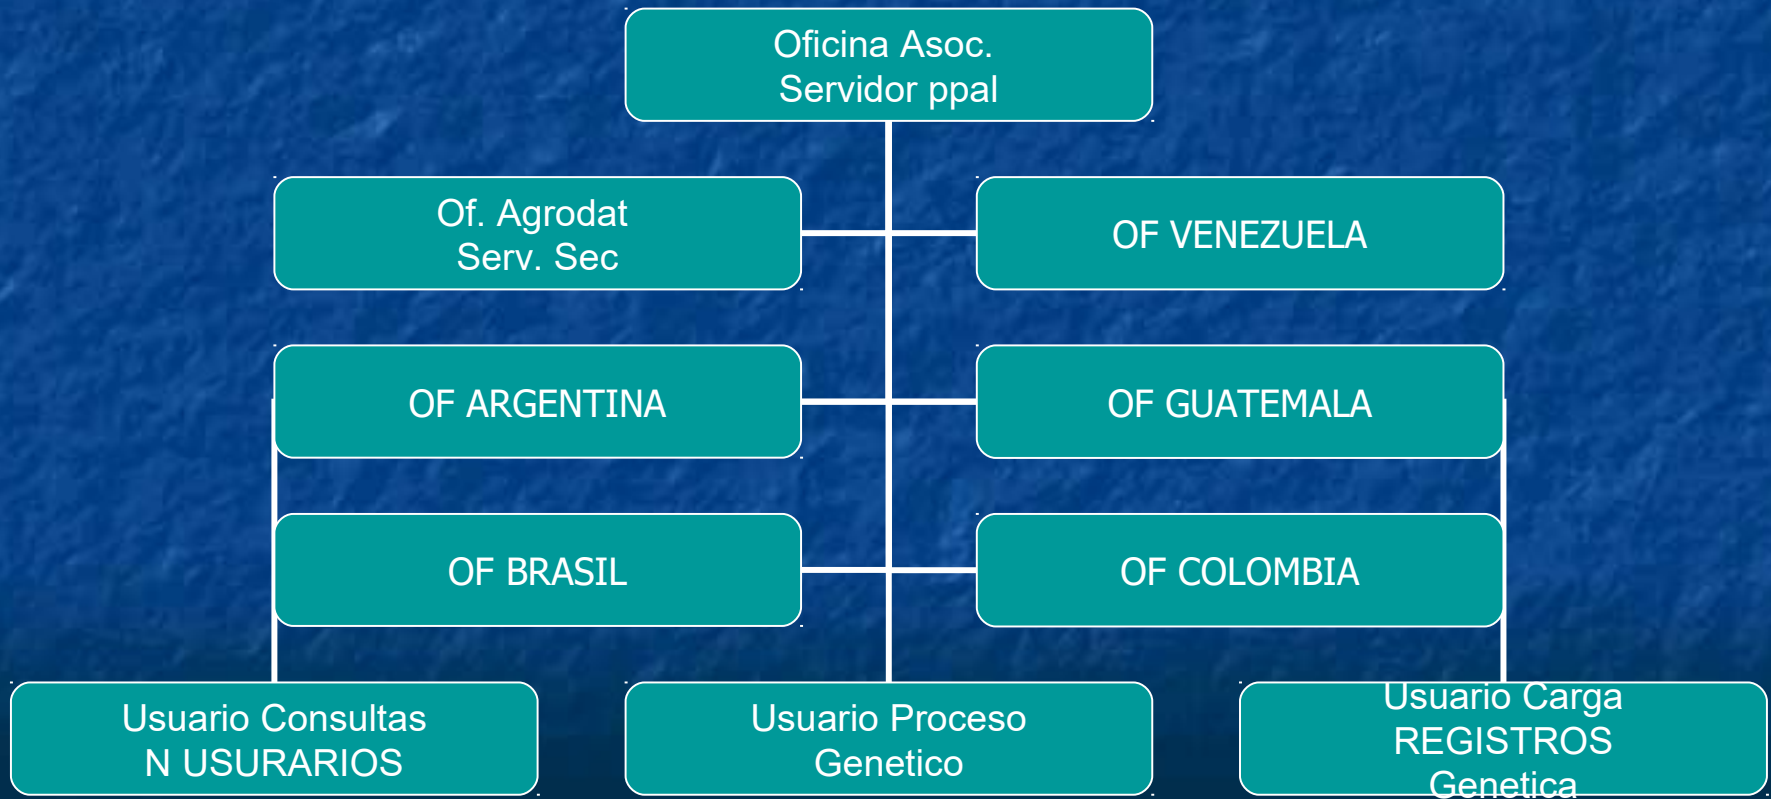 Oficina Asoc.
Servidor ppal
Of. Agrodat
Serv. Sec
OF VENEZUELA
OF ARGENTINA
OF GUATEMALA
OF BRASIL
OF COLOMBIA
Usuario Consultas
N USURARIOS
Usuario Proceso
Genetico
Usuario Carga
REGISTROS
Genetica